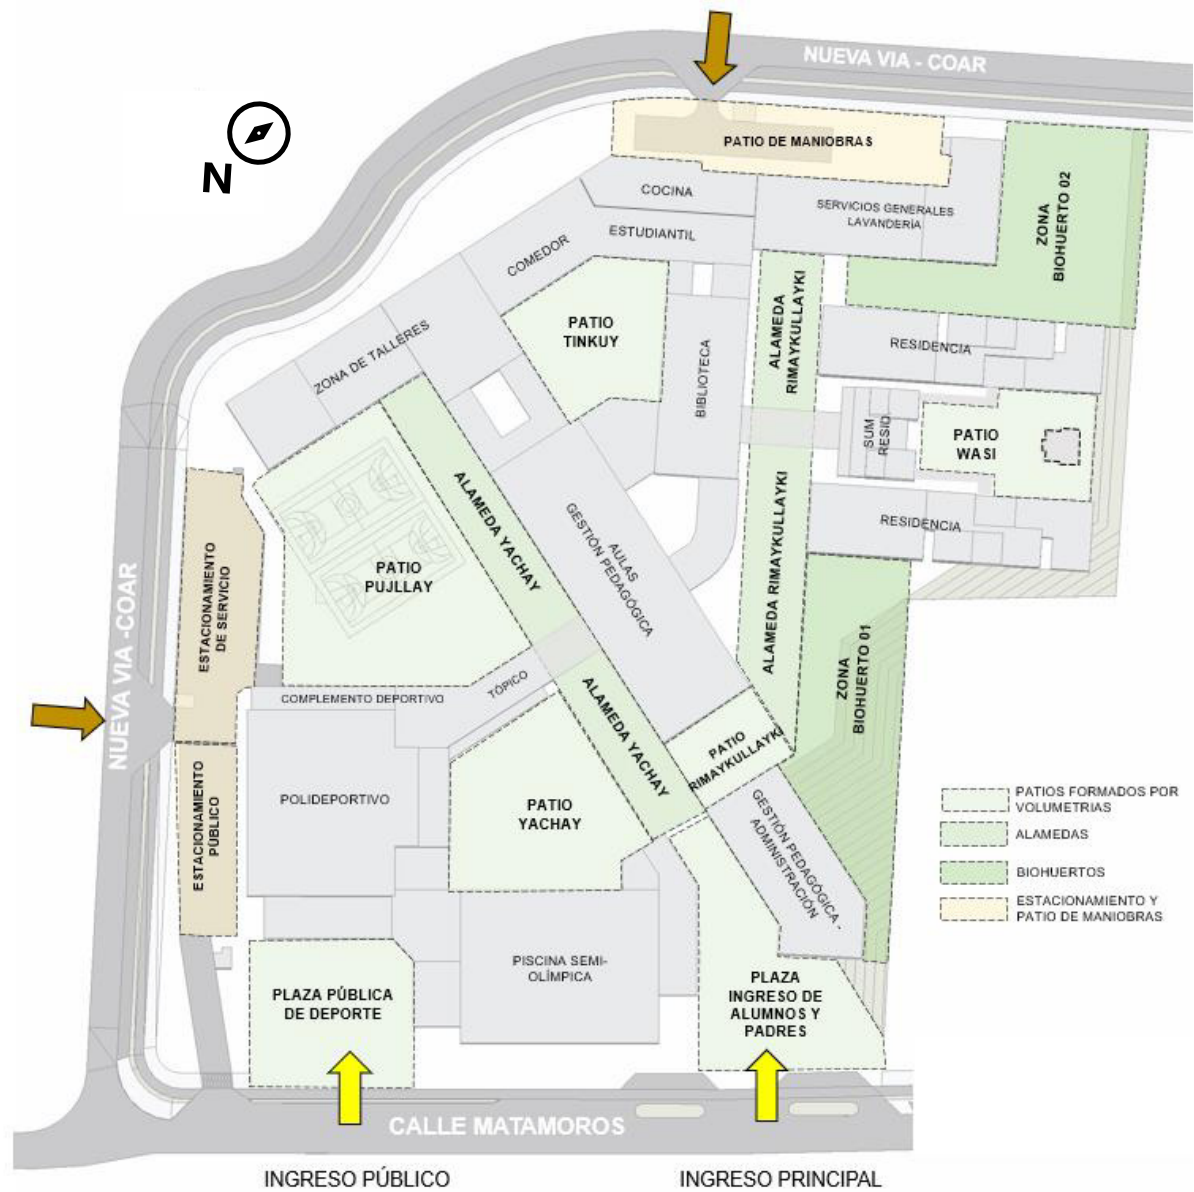 NUEVA VIA - COAR
N
PATIO DE MANIOBRAS
COCINA
SERVICIOS GENERALES
LAVANDERÍA
ZONA
BIOHUERTO 02
COMEDOR
ESTUDIANTIL
PATIO
TINKUY
ALAMEDA
RIMAYKULLAYKI
ZONA DE TALLERES
BIBLIOTECA
RESIDENCIA
SUM
RESID.
PATIO
WASI
ALAMEDA YACHAY
AULAS
GESTIÓN PEDAGÓGICA
ALAMEDA RIMAYKULLAYKI
RESIDENCIA
PATIO
PUJLLAY
ESTACIONAMIENTO
DE SERVICIO
NUEVA VIA -COAR
COMPLEMENTO DEPORTIVO
TÓPICO
ALAMEDA YACHAY
PATIO
RIMAYKULLAYKI
ZONA
BIOHUERTO 01
ESTACIONAMIENTO
PÚBLICO
POLIDEPORTIVO
PATIO
YACHAY
GESTIÓN PEDAGÓGICA -
ADMINISTRACIÓN
PATIOS FORMADOS POR
VOLUMETRIAS
ALAMEDAS
BIOHUERTOS
ESTACIONAMIENTO Y
PATIO DE MANIOBRAS
PISCINA SEMI-
OLÍMPICA
PLAZA PÚBLICA
DE DEPORTE
PLAZA
INGRESO DE
ALUMNOS Y
PADRES
CALLE MATAMOROS
INGRESO PÚBLICO
INGRESO PRINCIPAL